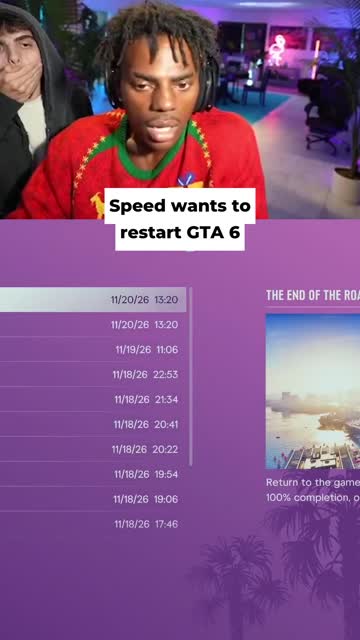 Speed wants to
restart GTA 6
11/20/26 13:20
11/20/26 13:20
11/19/26 11:06
11/18/26 22:53
11/18/26 21:34
11/18/26 20:41
11/18/26 20:22
11/18/26 19:54
11/18/26 19:06
11/18/26 17:46
THE END OF THE ROA
Return to the game
100% completion, o